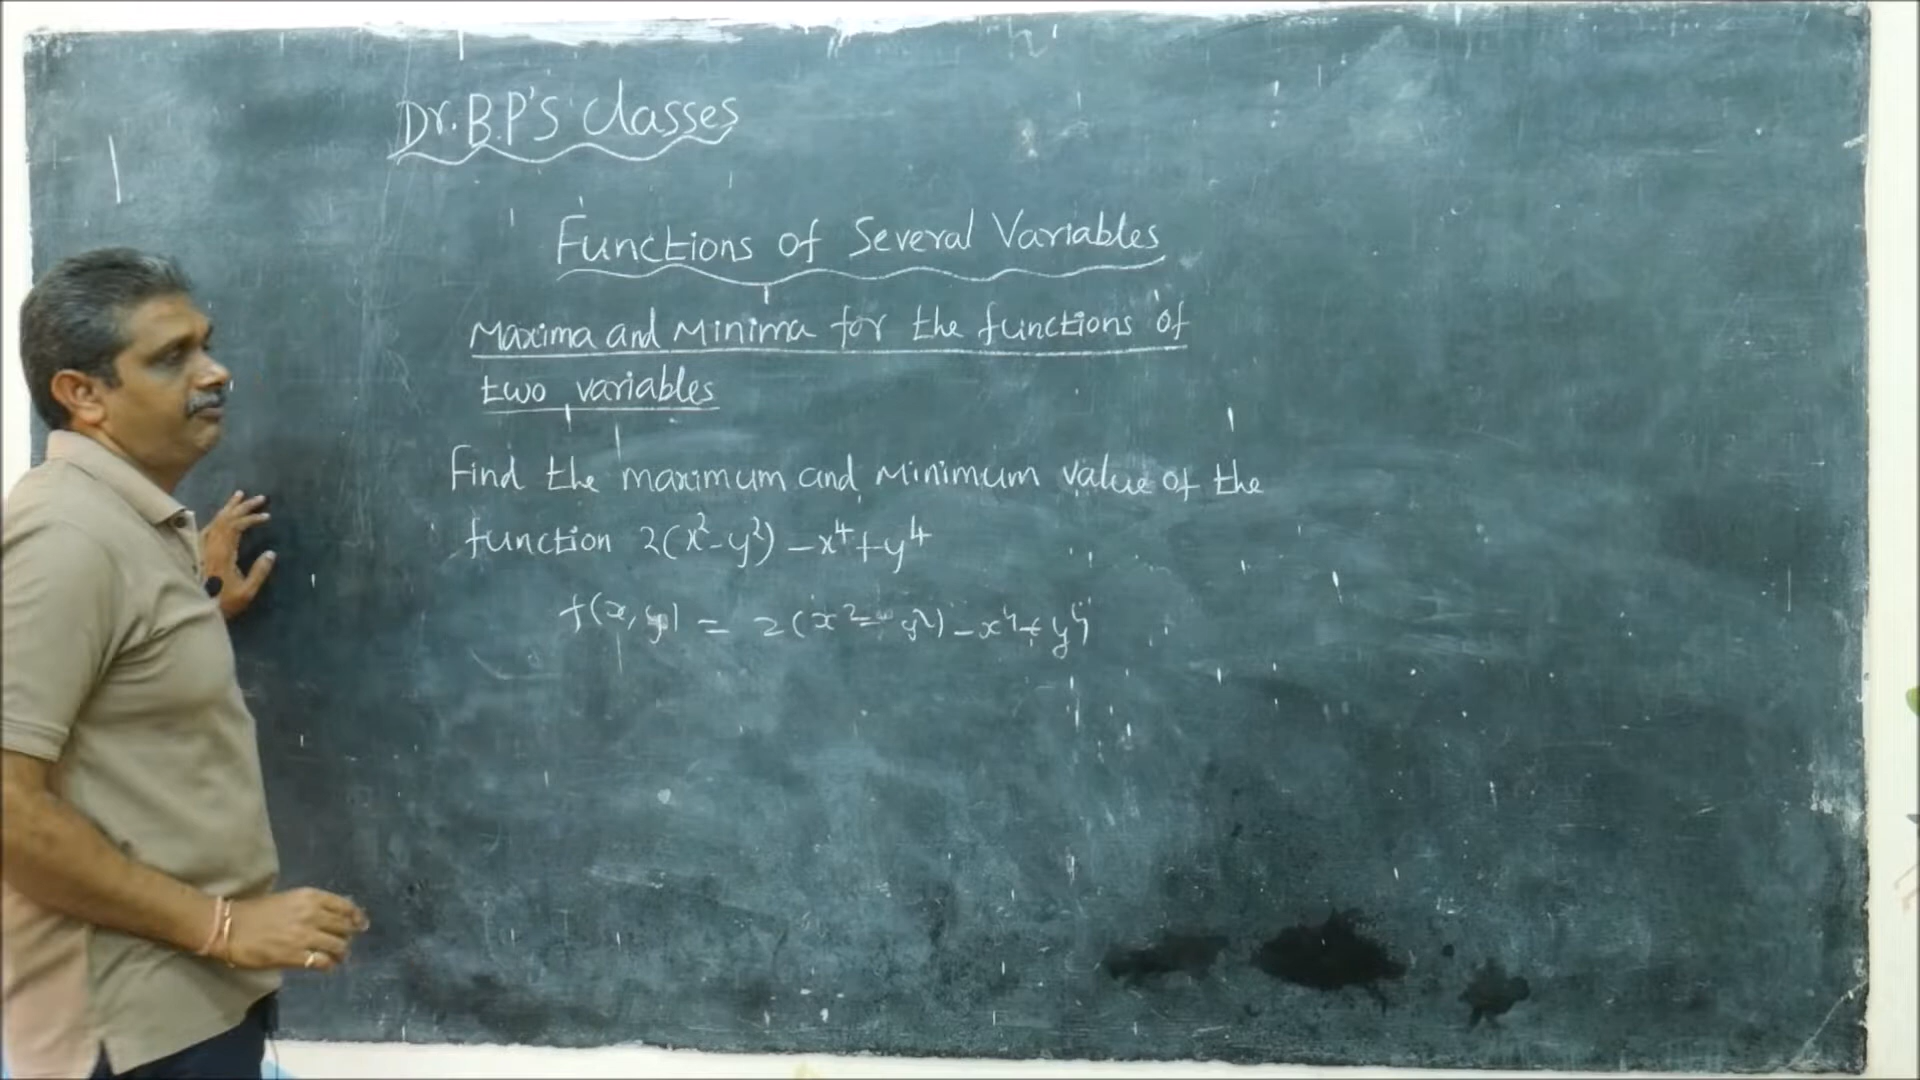 Dr. B.P'S Classes
Functions of Several Variables
Maxima and Minima for the functions of
two variables
Find the maximum and Minimum value of the
function 2(x²-y²) -x⁴+y⁴
f(x,y) = 2(x²-y²)-x⁴+y⁴